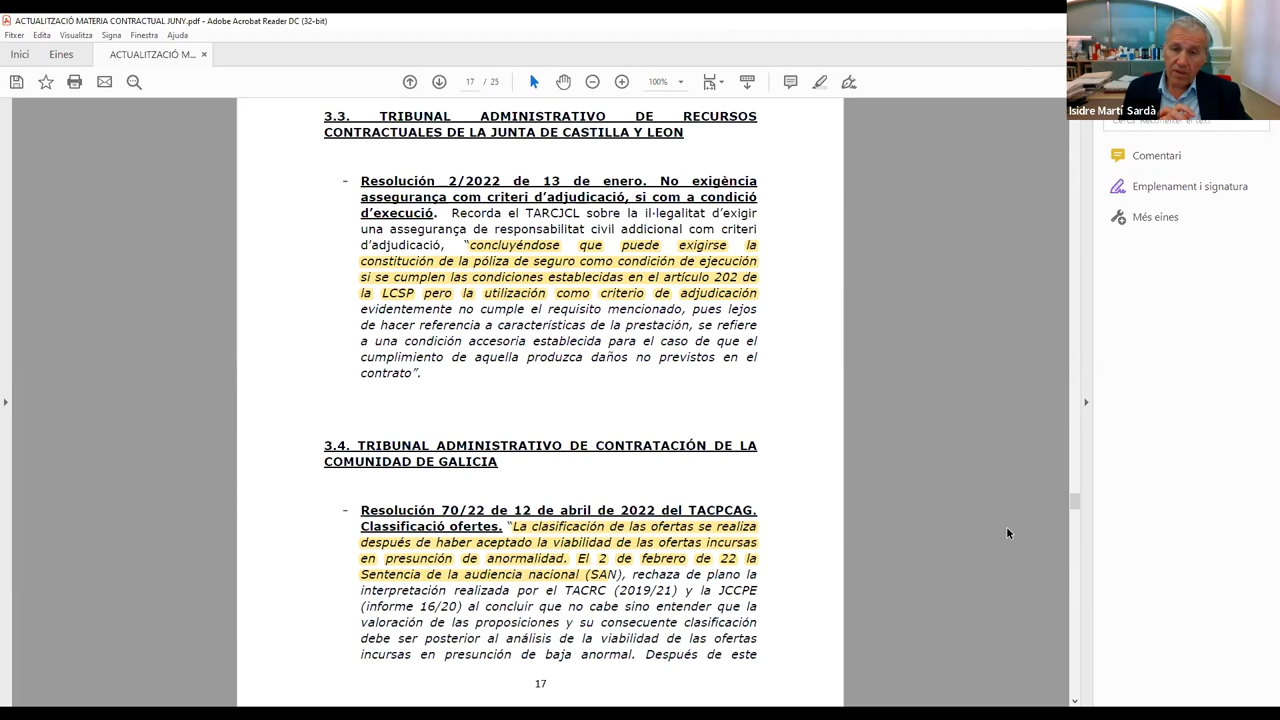 ACTUALITZACIÓ MATERIA CONTRACTUAL JUNY.pdf - Adobe Acrobat Reader DC (32-bit)
Fitxer Edita Visualitza Signa Finestra Ajuda
Inici Eines ACTUALITZACIÓ M... ×
17 / 25 100%
Isidre Martí Sardà
Comentari
Emplenament i signatura
Més eines
3.3. TRIBUNAL ADMINISTRATIVO DE RECURSOS
CONTRACTUALES DE LA JUNTA DE CASTILLA Y LEON
- Resolución 2/2022 de 13 de enero. No exigència
assegurança com criteri d’adjudicació, si com a condició
d’execució. Recorda el TARCJCL sobre la il·legalitat d’exigir
una assegurança de responsabilitat civil addicional com criteri
d’adjudicació, “concluyéndose que puede exigirse la
constitución de la póliza de seguro como condición de ejecución
si se cumplen las condiciones establecidas en el artículo 202 de
la LCSP pero la utilización como criterio de adjudicación
evidentemente no cumple el requisito mencionado, pues lejos
de hacer referencia a características de la prestación, se refiere
a una condición accesoria establecida para el caso de que el
cumplimiento de aquella produzca daños no previstos en el
contrato”.
3.4. TRIBUNAL ADMINISTRATIVO DE CONTRATACIÓN DE LA
COMUNIDAD DE GALICIA
- Resolución 70/22 de 12 de abril de 2022 del TACPCAG.
Classificació ofertes. “La clasificación de las ofertas se realiza
después de haber aceptado la viabilidad de las ofertas incursas
en presunción de anormalidad. El 2 de febrero de 22 la
Sentencia de la audiencia nacional (SAN), rechaza de plano la
interpretación realizada por el TACRC (2019/21) y la JCCPE
(informe 16/20) al concluir que no cabe sino entender que la
valoración de las proposiciones y su consecuente clasificación
debe ser posterior al análisis de la viabilidad de las ofertas
incursas en presunción de baja anormal. Después de este
17